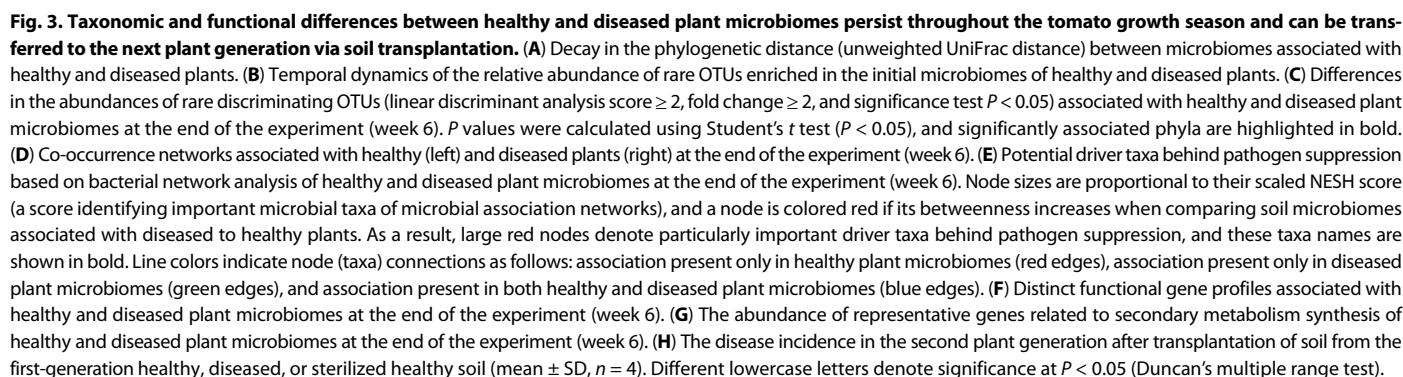 Fig. 3. Taxonomic and functional differences between healthy and diseased plant microbiomes persist throughout the tomato growth season and can be trans-
ferred to the next plant generation via soil transplantation. (A) Decay in the phylogenetic distance (unweighted UniFrac distance) between microbiomes associated with
healthy and diseased plants. (B) Temporal dynamics of the relative abundance of rare OTUs enriched in the initial microbiomes of healthy and diseased plants. (C) Differences
in the abundances of rare discriminating OTUs (linear discriminant analysis score ≥ 2, fold change ≥ 2, and significance test P < 0.05) associated with healthy and diseased plant
microbiomes at the end of the experiment (week 6). P values were calculated using Student's t test (P < 0.05), and significantly associated phyla are highlighted in bold.
(D) Co-occurrence networks associated with healthy (left) and diseased plants (right) at the end of the experiment (week 6). (E) Potential driver taxa behind pathogen suppression
based on bacterial network analysis of healthy and diseased plant microbiomes at the end of the experiment (week 6). Node sizes are proportional to their scaled NESH score
(a score identifying important microbial taxa of microbial association networks), and a node is colored red if its betweenness increases when comparing soil microbiomes
associated with diseased to healthy plants. As a result, large red nodes denote particularly important driver taxa behind pathogen suppression, and these taxa names are
shown in bold. Line colors indicate node (taxa) connections as follows: association present only in healthy plant microbiomes (red edges), association present only in diseased
plant microbiomes (green edges), and association present in both healthy and diseased plant microbiomes (blue edges). (F) Distinct functional gene profiles associated with
healthy and diseased plant microbiomes at the end of the experiment (week 6). (G) The abundance of representative genes related to secondary metabolism synthesis of
healthy and diseased plant microbiomes at the end of the experiment (week 6). (H) The disease incidence in the second plant generation after transplantation of soil from the
first-generation healthy, diseased, or sterilized healthy soil (mean ± SD, n = 4). Different lowercase letters denote significance at P < 0.05 (Duncan's multiple range test).